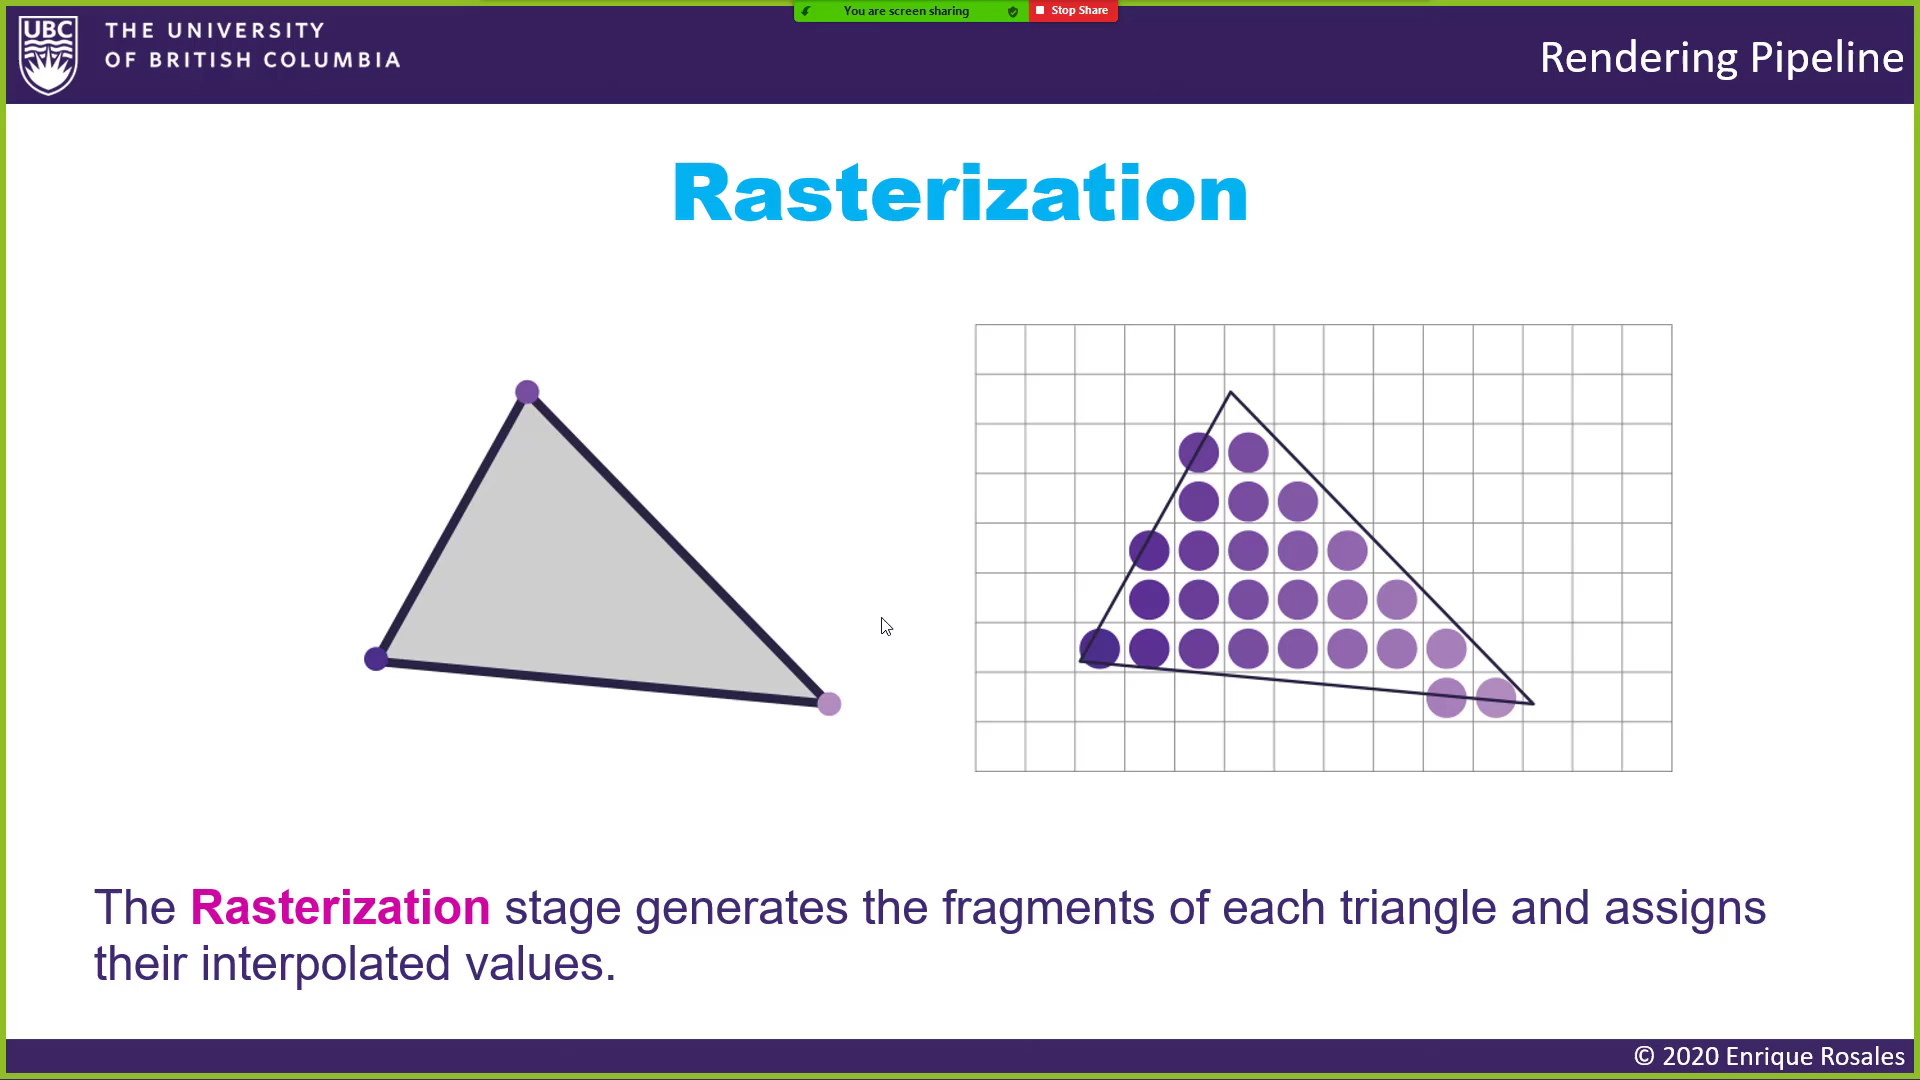 You are screen sharing
Stop Share
UBC
THE UNIVERSITY
OF BRITISH COLUMBIA
Rendering Pipeline
Rasterization
The Rasterization stage generates the fragments of each triangle and assigns
their interpolated values.
© 2020 Enrique Rosales